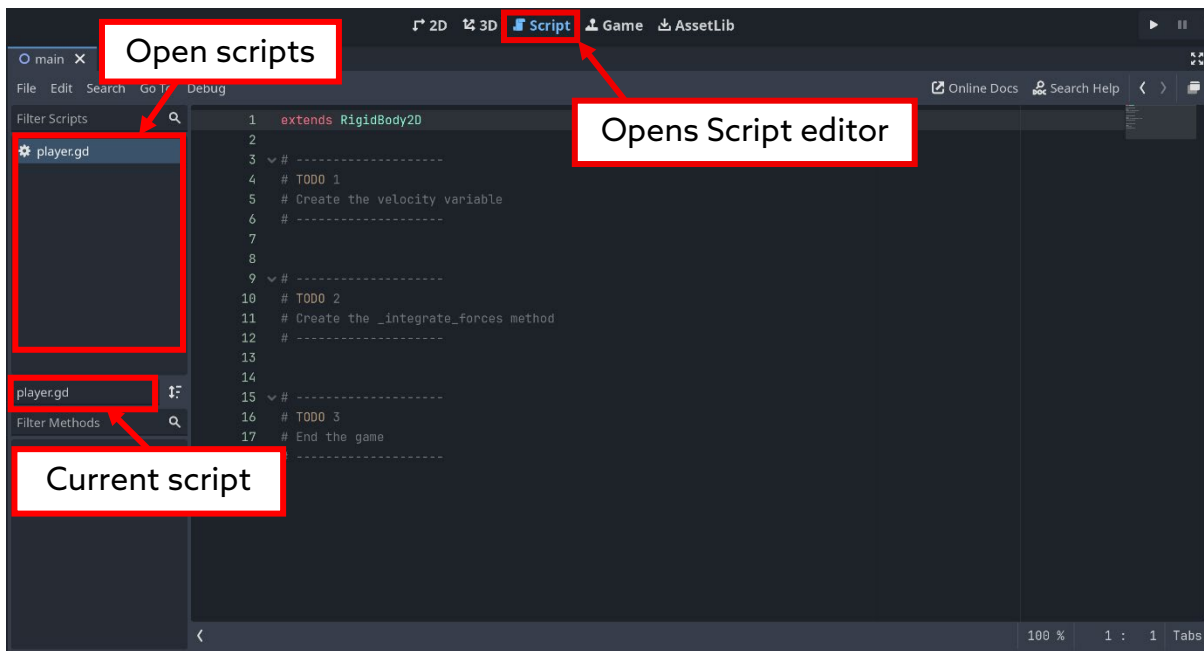 2D 3D Script Game AssetLib
main
Open scripts
File Edit Search Go To Debug
Online Docs Search Help
Filter Scripts
Opens Script editor
player.gd
1 extends RigidBody2D
2
3 # --------------------
4 # TODO 1
5 # Create the velocity variable
6 # --------------------
7
8
9 # --------------------
10 # TODO 2
11 # Create the _integrate_forces method
12 # --------------------
13
14
15 # --------------------
16 # TODO 3
17 # End the game
# --------------------
player.gd
Filter Methods
Current script
100 % 1 : 1 Tabs